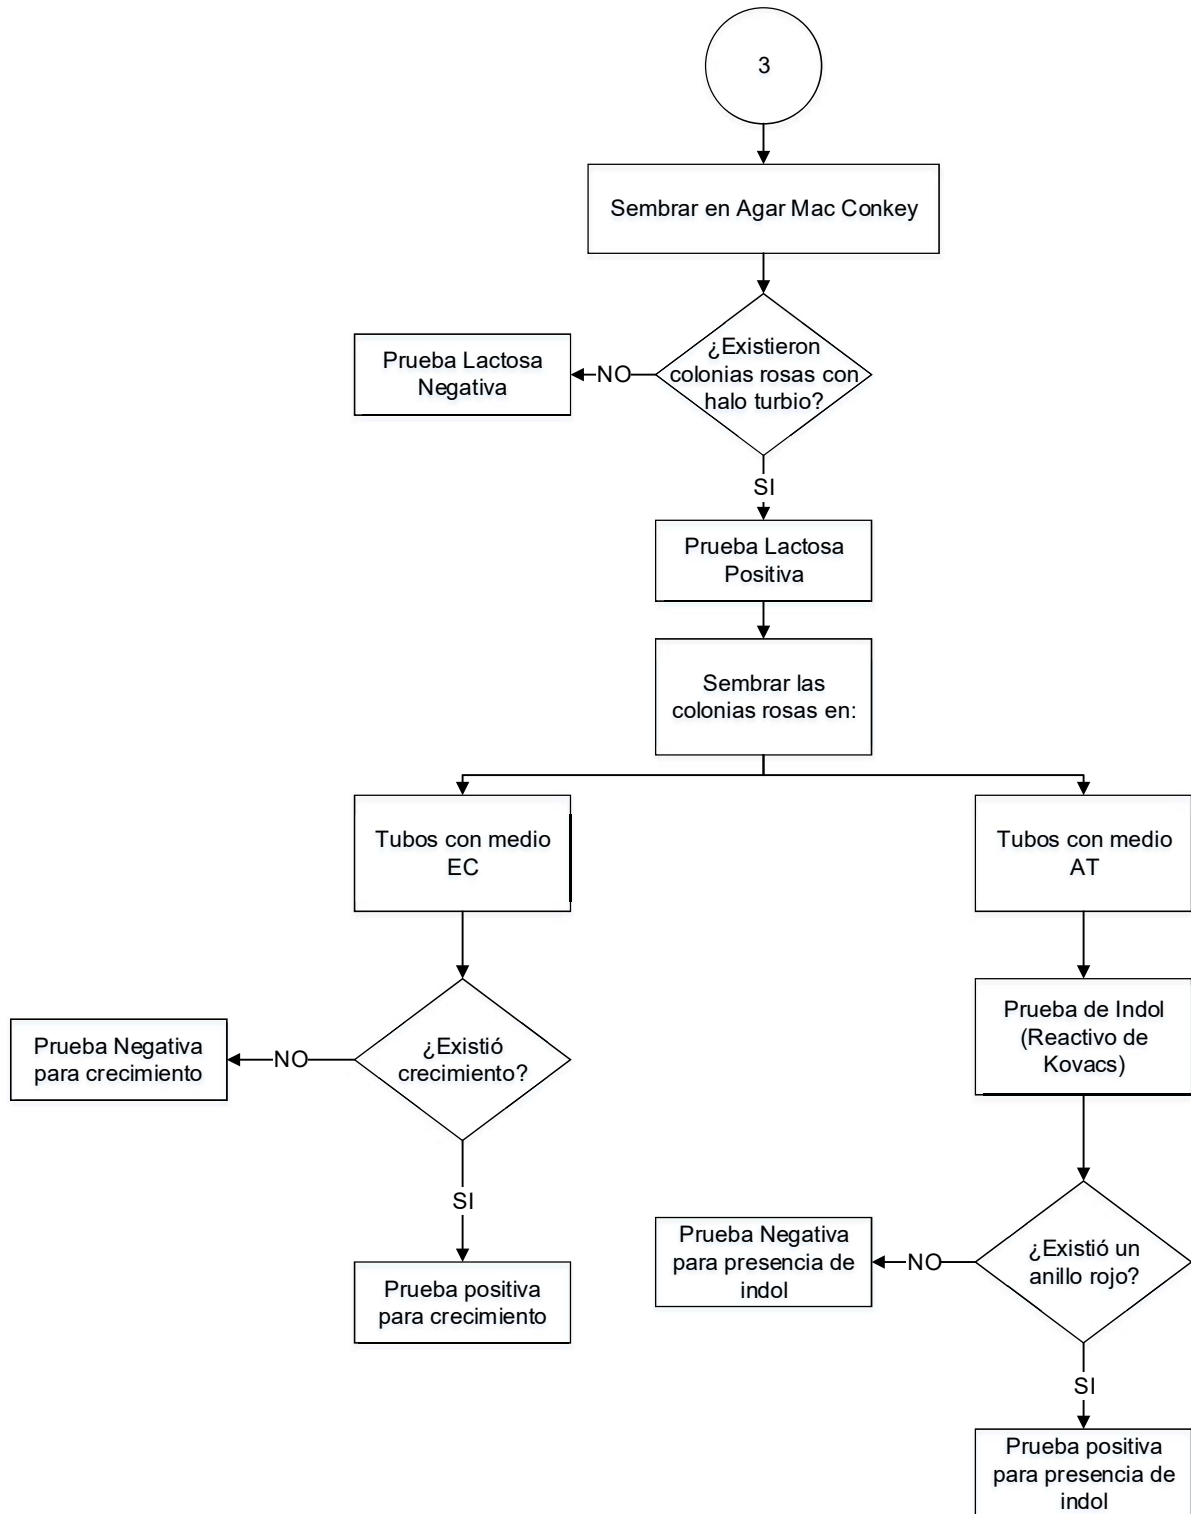 3
Sembrar en Agar Mac Conkey
¿Existieron
colonias rosas con
halo turbio?
NO
Prueba Lactosa
Negativa
SI
Prueba Lactosa
Positiva
Sembrar las
colonias rosas en:
Tubos con medio
EC
Tubos con medio
AT
¿Existió
crecimiento?
NO
Prueba Negativa
para crecimiento
SI
Prueba positiva
para crecimiento
Prueba de Indol
(Reactivo de
Kovacs)
¿Existió un
anillo rojo?
NO
Prueba Negativa
para presencia de
indol
SI
Prueba positiva
para presencia de
indol